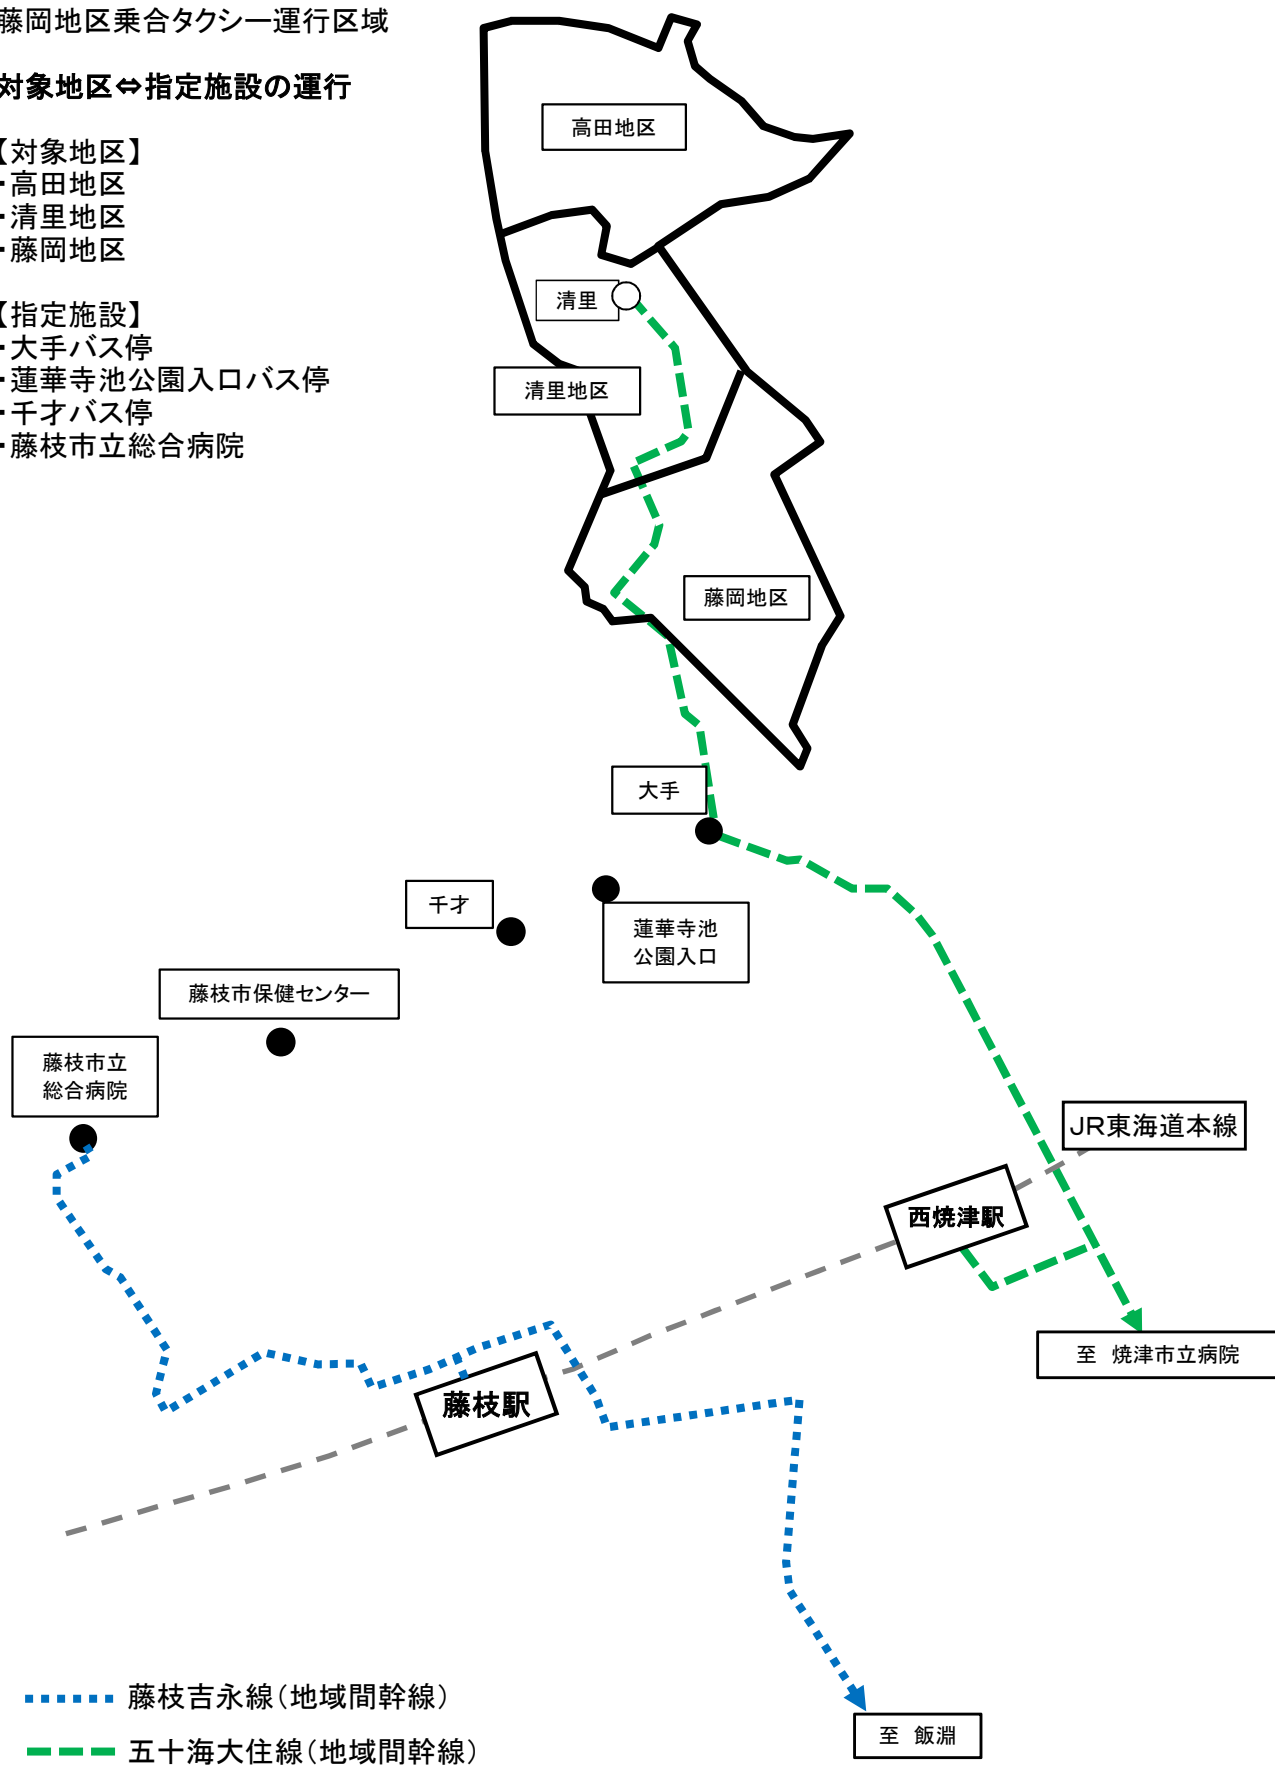 藤岡地区乗合タクシー運行区域
対象地区⇔指定施設の運行
【対象地区】
・高田地区
・清里地区
・藤岡地区
【指定施設】
・大手バス停
・蓮華寺池公園入口バス停
・千才バス停
・藤枝市立総合病院
高田地区
清里
清里地区
藤岡地区
大手
千才
蓮華寺池
公園入口
藤枝市保健センター
藤枝市立
総合病院
JR東海道本線
西焼津駅
至 焼津市立病院
藤枝駅
藤枝吉永線（地域間幹線）
至 飯淵
五十海大住線（地域間幹線）